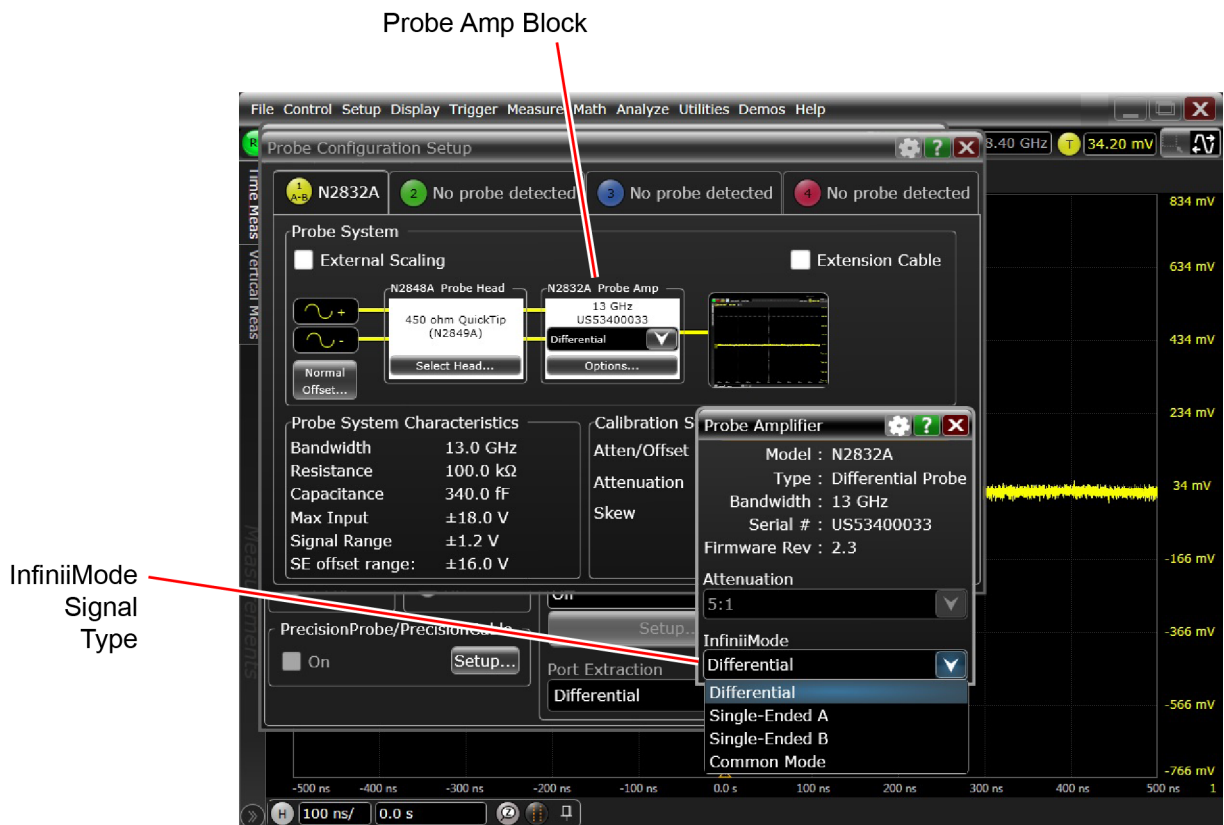 Probe Amp Block
File Control Setup Display Trigger Measure Math Analyze Utilities Demos Help
Probe Configuration Setup
?
8.40 GHz T 34.20 mV
1 A-B N2832A 2 No probe detected 3 No probe detected 4 No probe detected
Time Meas
Vertical Meas
Measurements
Probe System
External Scaling
Extension Cable
N2848A Probe Head
N2832A Probe Amp
+
-
450 ohm QuickTip
(N2849A)
Select Head...
13 GHz
US53400033
Differential
Options...
Normal
Offset...
Probe System Characteristics
Bandwidth 13.0 GHz
Resistance 100.0 kΩ
Capacitance 340.0 fF
Max Input ±18.0 V
Signal Range ±1.2 V
SE offset range: ±16.0 V
Calibration S
Atten/Offset
Attenuation
Skew
Probe Amplifier ?
Model : N2832A
Type : Differential Probe
Bandwidth : 13 GHz
Serial # : US53400033
Firmware Rev : 2.3
Attenuation
5:1
InfiniiMode
Differential
Differential
Single-Ended A
Single-Ended B
Common Mode
InfiniiMode
Signal
Type
PrecisionProbe/PrecisionCable
On
Setup...
Off
Setup...
Port Extraction
Differential
834 mV
634 mV
434 mV
234 mV
34 mV
-166 mV
-366 mV
-566 mV
-766 mV
-500 ns -400 ns -300 ns -200 ns -100 ns 0.0 s 100 ns 200 ns 300 ns 400 ns 500 ns 1
H 100 ns/ 0.0 s